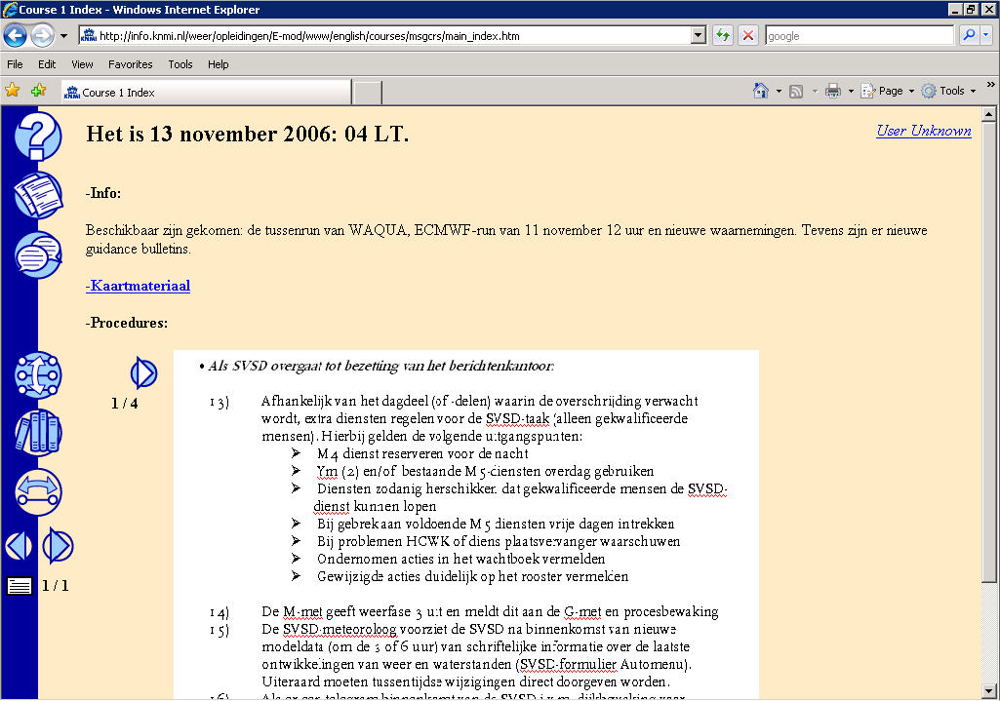 Course 1 Index - Windows Internet Explorer
http://info.knmi.nl/weer/opleidingen/E-mod/www/english/courses/msgcrs/main_index.htm
google
File Edit View Favorites Tools Help
KNMI Course 1 Index
Page Tools
Het is 13 november 2006: 04 LT.
User Unknown
-Info:
Beschikbaar zijn gekomen: de tussenrun van WAQUA, ECMWF-run van 11 november 12 uur en nieuwe waarnemingen. Tevens zijn er nieuwe
guidance bulletins.
-Kaartmateriaal
-Procedures:
1 / 4
• Als SVSD overgaat tot bezetting van het berichtenkantoor:
13) Afhankelijk van het dagdeel (of -delen) waarin de overschrijding verwacht
wordt, extra diensten regelen voor de SVSD-taak (alleen gekwalificeerde
mensen). Hierbij gelden de volgende uitgangspunten:
➢ M4 dienst reserveren voor de nacht
➢ Ym (2) en/of bestaande M5-diensten overdag gebruiken
➢ Diensten zodanig herschikken dat gekwalificeerde mensen de SVSD-
dienst kunnen lopen
➢ Bij gebrek aan voldoende M5 diensten vrije dagen intrekken
➢ Bij problemen HCWK of diens plaatsvervanger waarschuwen
➢ Ondernomen acties in het wachtboek vermelden
➢ Gewijzigde acties duidelijk op het rooster vermelden
14) De M-met geeft weerfase 3 uit en meldt dit aan de G-met en procesbewaking
15) De SVSD-meteoroloog voorziet de SVSD na binnenkomst van nieuwe
modeldata (om de 3 of 6 uur) van schriftelijke informatie over de laatste
ontwikkelingen van weer en waterstanden (SVSD-formulier Automenu).
Uiteraard moeten tussentijdse wijzigingen direct doorgeven worden.
1 / 1